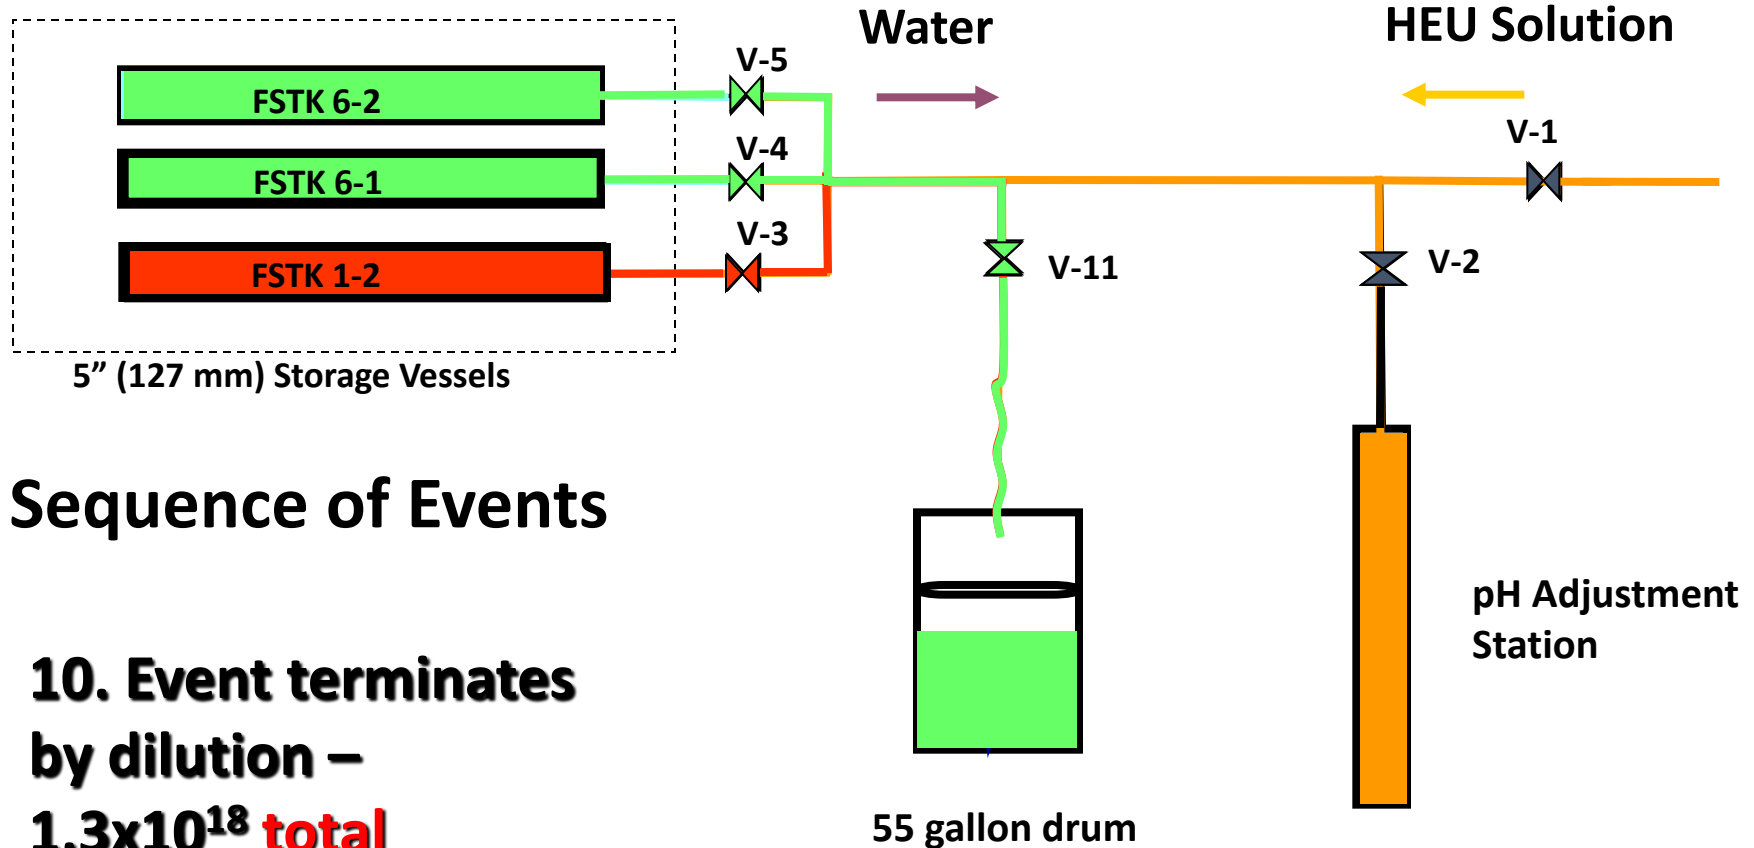 Water
HEU Solution
V-5
FSTK 6-2
V-1
V-4
FSTK 6-1
V-3
V-11
V-2
FSTK 1-2
5” (127 mm) Storage Vessels
Sequence of Events
10. Event terminates
by dilution –
1.3x10¹⁸ total
pH Adjustment
Station
55 gallon drum